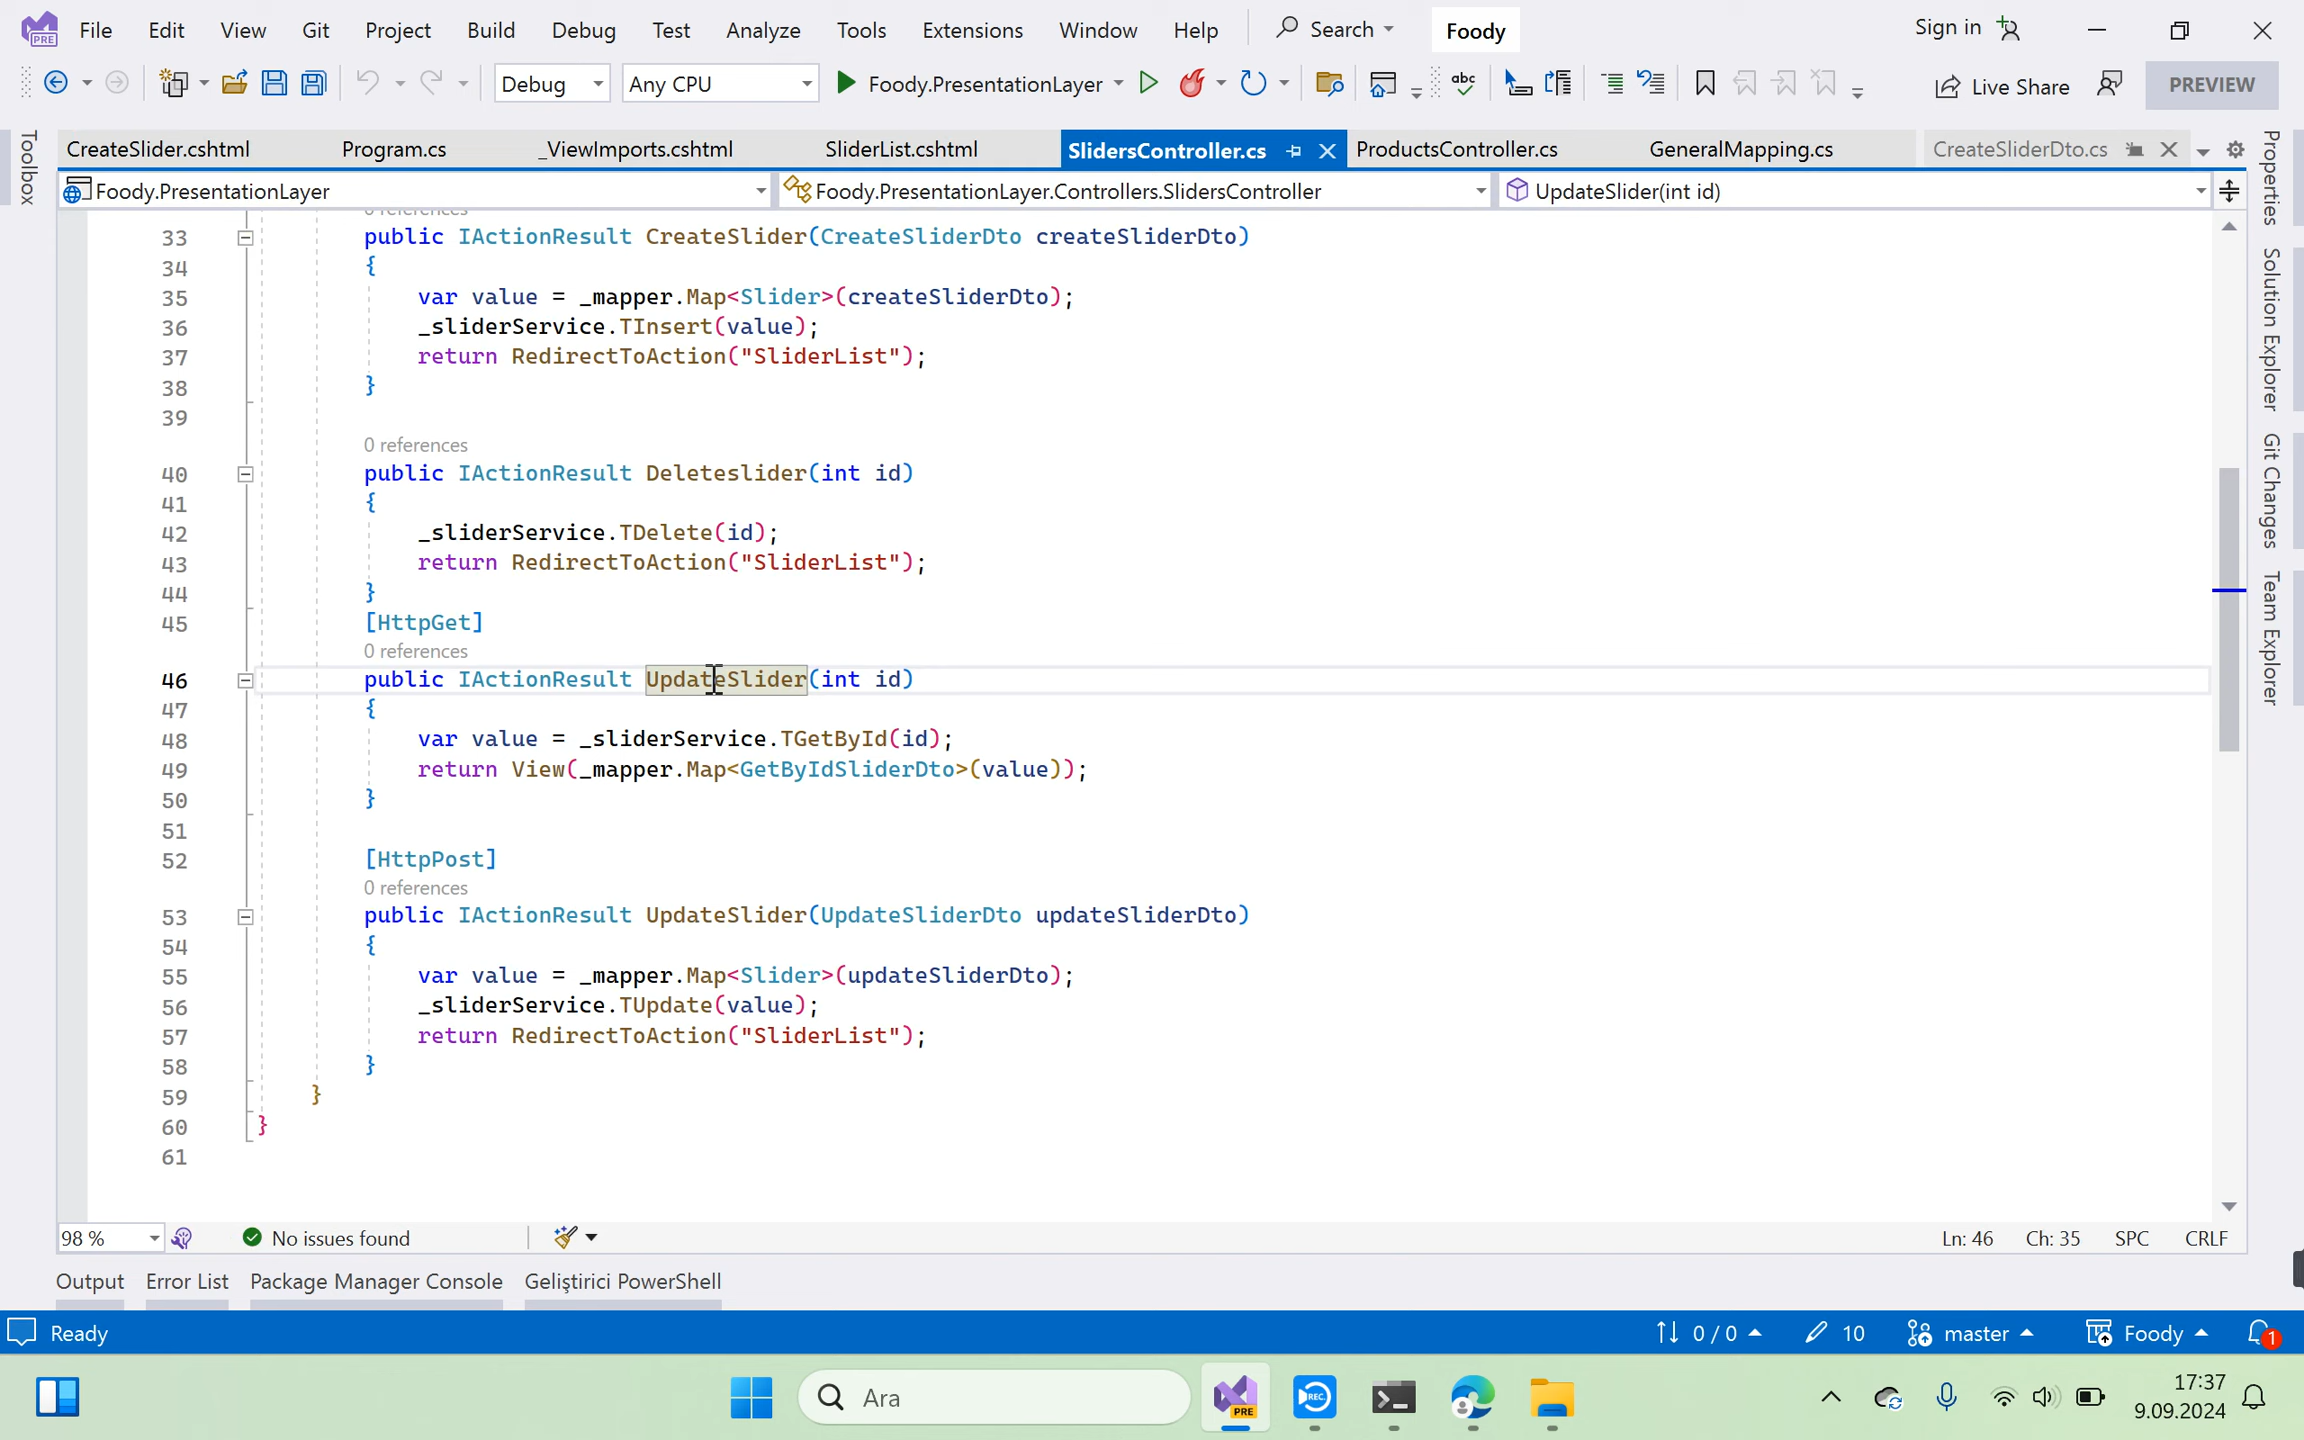 File Edit View Git Project Build Debug Test Analyze Tools Extensions Window Help Search Foody Sign in
PRE
Debug Any CPU Foody.PresentationLayer abc Live Share PREVIEW
Toolbox
CreateSlider.cshtml Program.cs _ViewImports.cshtml SliderList.cshtml SlidersController.cs ProductsController.cs GeneralMapping.cs CreateSliderDto.cs
Foody.PresentationLayer Foody.PresentationLayer.Controllers.SlidersController UpdateSlider(int id)
Properties
Solution Explorer
Git Changes
Team Explorer
0 references
33 public IActionResult CreateSlider(CreateSliderDto createSliderDto)
34 {
35 var value = _mapper.Map<Slider>(createSliderDto);
36 _sliderService.TInsert(value);
37 return RedirectToAction("SliderList");
38 }
39
0 references
40 public IActionResult Deleteslider(int id)
41 {
42 _sliderService.TDelete(id);
43 return RedirectToAction("SliderList");
44 }
45 [HttpGet]
0 references
46 public IActionResult UpdateSlider(int id)
47 {
48 var value = _sliderService.TGetById(id);
49 return View(_mapper.Map<GetByIdSliderDto>(value));
50 }
51
52 [HttpPost]
0 references
53 public IActionResult UpdateSlider(UpdateSliderDto updateSliderDto)
54 {
55 var value = _mapper.Map<Slider>(updateSliderDto);
56 _sliderService.TUpdate(value);
57 return RedirectToAction("SliderList");
58 }
59 }
60 }
61
98 % No issues found Ln: 46 Ch: 35 SPC CRLF
Output Error List Package Manager Console Geliştirici PowerShell
Ready 0 / 0 10 master Foody 1
Ara PRE REC 17:37
9.09.2024